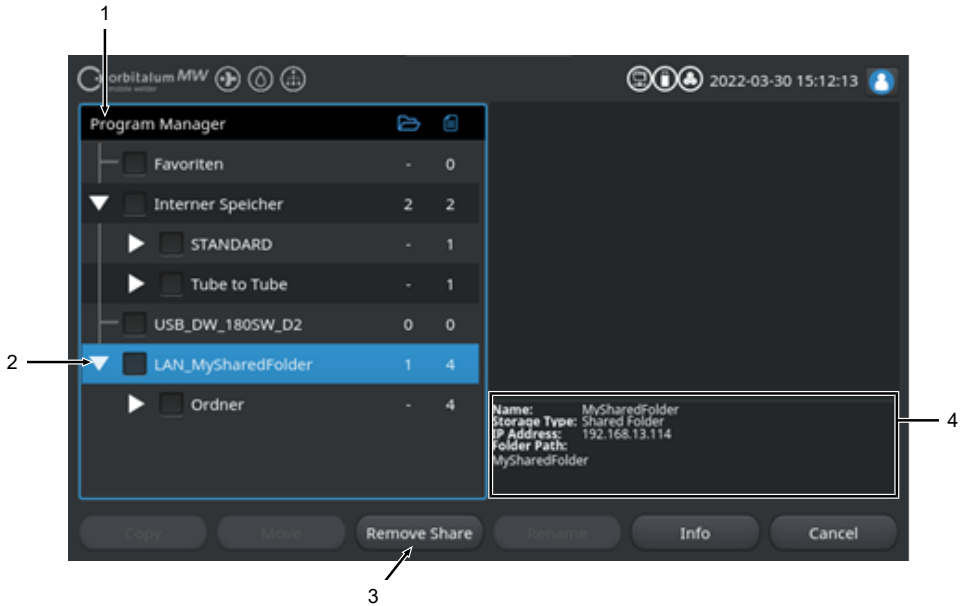 1
orbitalum MW
mobile welder
2022-03-30 15:12:13
Program Manager
Favoriten - 0
Interner Speicher 2 2
STANDARD - 1
Tube to Tube - 1
USB_DW_180SW_D2 0 0
2
LAN_MySharedFolder 1 4
Ordner - 4
Name: MySharedFolder
Storage Type: Shared Folder
IP Address: 192.168.13.114
Folder Path:
MySharedFolder
4
Copy Move Remove Share Rename Info Cancel
3